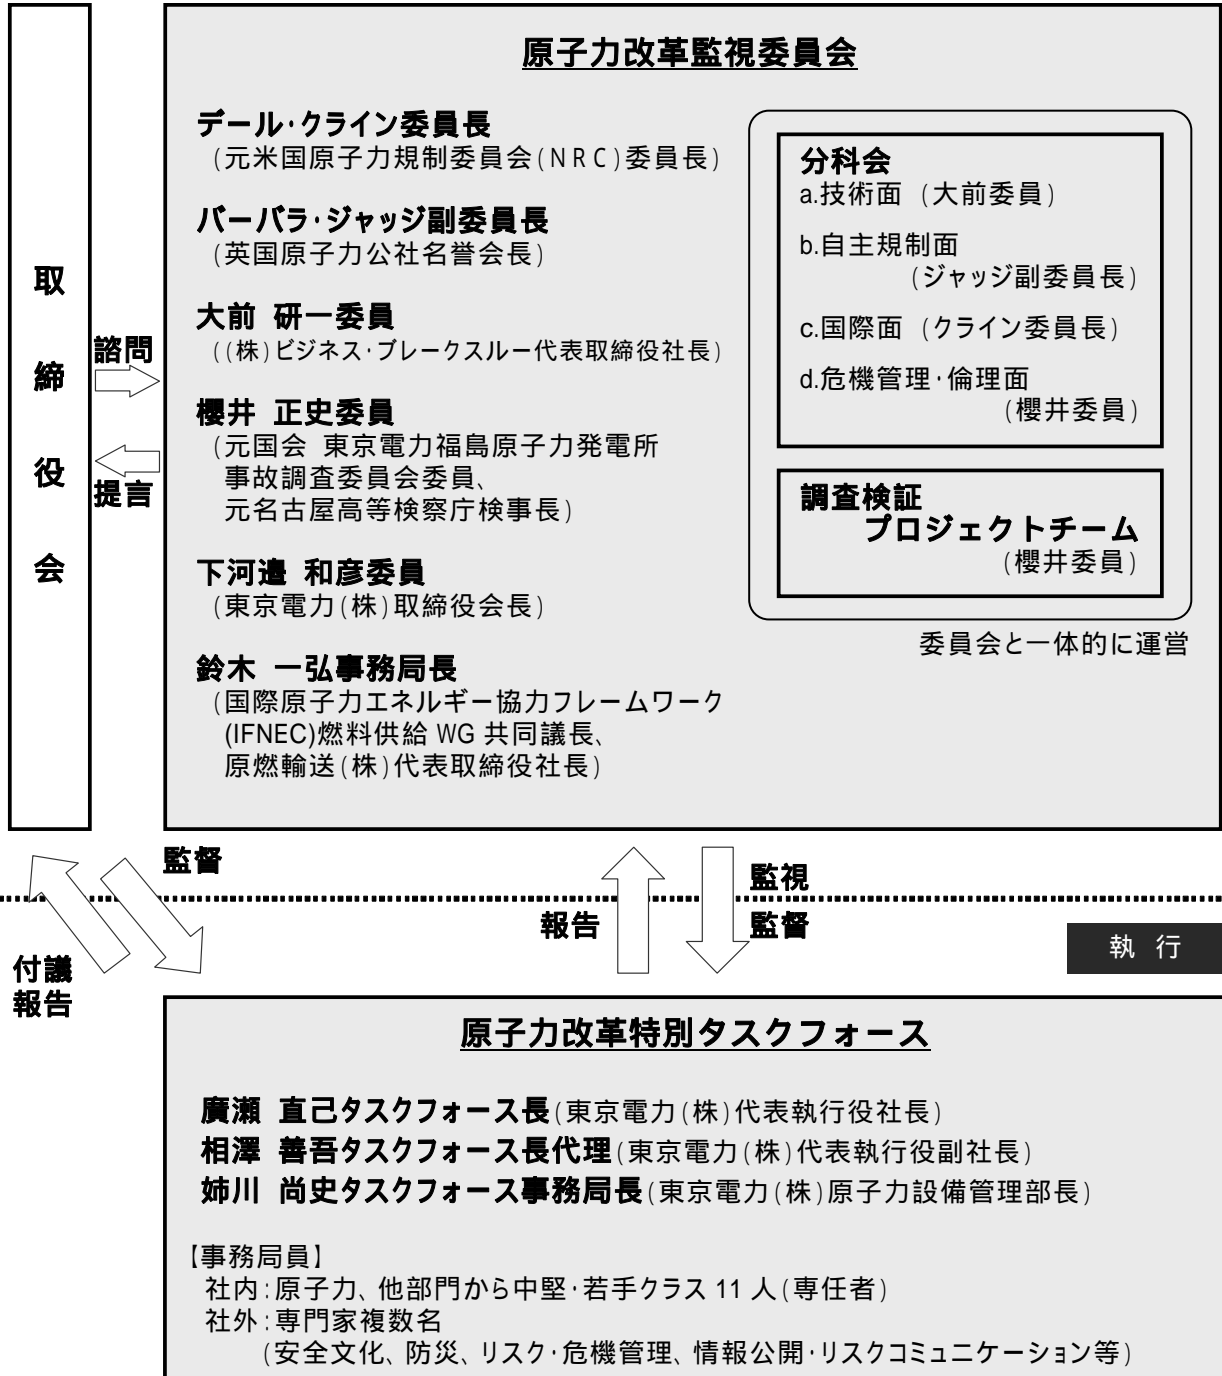 取締役会
諮問
提言
原子力改革監視委員会
デール・クライン委員長
(元米国原子力規制委員会(NRC)委員長)
バーバラ・ジャッジ副委員長
(英国原子力公社名誉会長)
大前 研一委員
((株)ビジネス・ブレークスルー代表取締役社長)
櫻井 正史委員
(元国会 東京電力福島原子力発電所
事故調査委員会委員、
元名古屋高等検察庁検事長)
下河邉 和彦委員
(東京電力(株)取締役会長)
鈴木 一弘事務局長
(国際原子力エネルギー協力フレームワーク
(IFNEC)燃料供給 WG 共同議長、
原燃輸送(株)代表取締役社長)
分科会
a.技術面 (大前委員)
b.自主規制面
(ジャッジ副委員長)
c.国際面 (クライン委員長)
d.危機管理・倫理面
(櫻井委員)
調査検証
プロジェクトチーム
(櫻井委員)
委員会と一体的に運営
監督
付議
報告
報告
監視
監督
執 行
原子力改革特別タスクフォース
廣瀬 直己タスクフォース長(東京電力(株)代表執行役社長)
相澤 善吾タスクフォース長代理(東京電力(株)代表執行役副社長)
姉川 尚史タスクフォース事務局長(東京電力(株)原子力設備管理部長)
【事務局員】
社内:原子力、他部門から中堅・若手クラス 11 人(専任者)
社外:専門家複数名
(安全文化、防災、リスク・危機管理、情報公開・リスクコミュニケーション等)